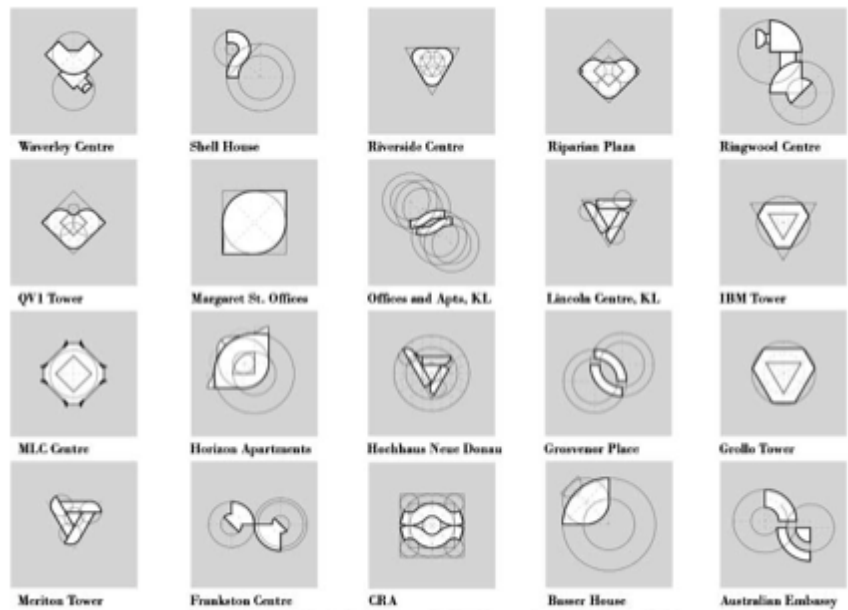 Waverley Centre
Shell House
Riverside Centre
Riparian Plaza
Ringwood Centre
QV1 Tower
Margaret St. Offices
Offices and Apts, KL
Lincoln Centre, KL
IBM Tower
MLC Centre
Horizon Apartments
Hochhaus Neue Donau
Grosvenor Place
Grollo Tower
Meriton Tower
Frankston Centre
CRA
Busser House
Australian Embassy